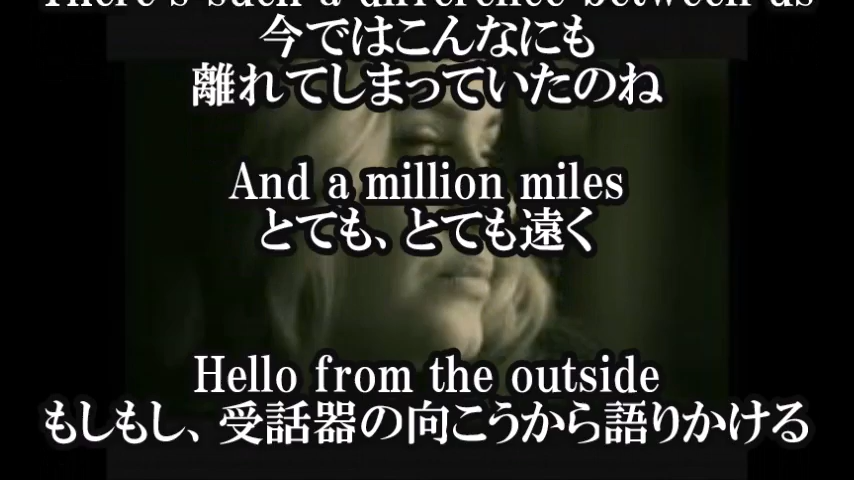 There's such a difference between us
今ではこんなにも
離れてしまっていたのね
And a million miles
とても、とても遠く
Hello from the outside
もしもし、受話器の向こうから語りかける